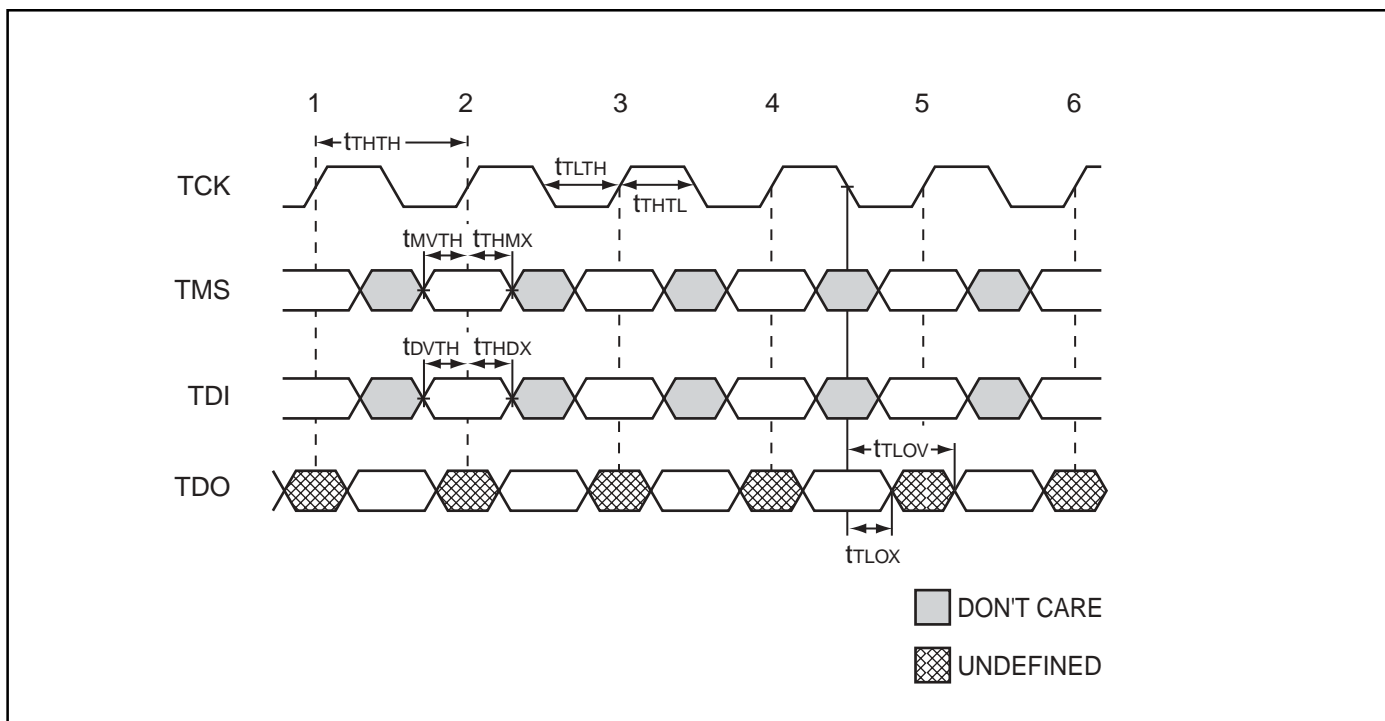 1 2 3 4 5 6
tTHTH
TCK
tTLTH
tTHTL
tMVTH tTHMX
TMS
tDVTH tTHDX
TDI
tTLOV
TDO
tTLOX
DON'T CARE
UNDEFINED